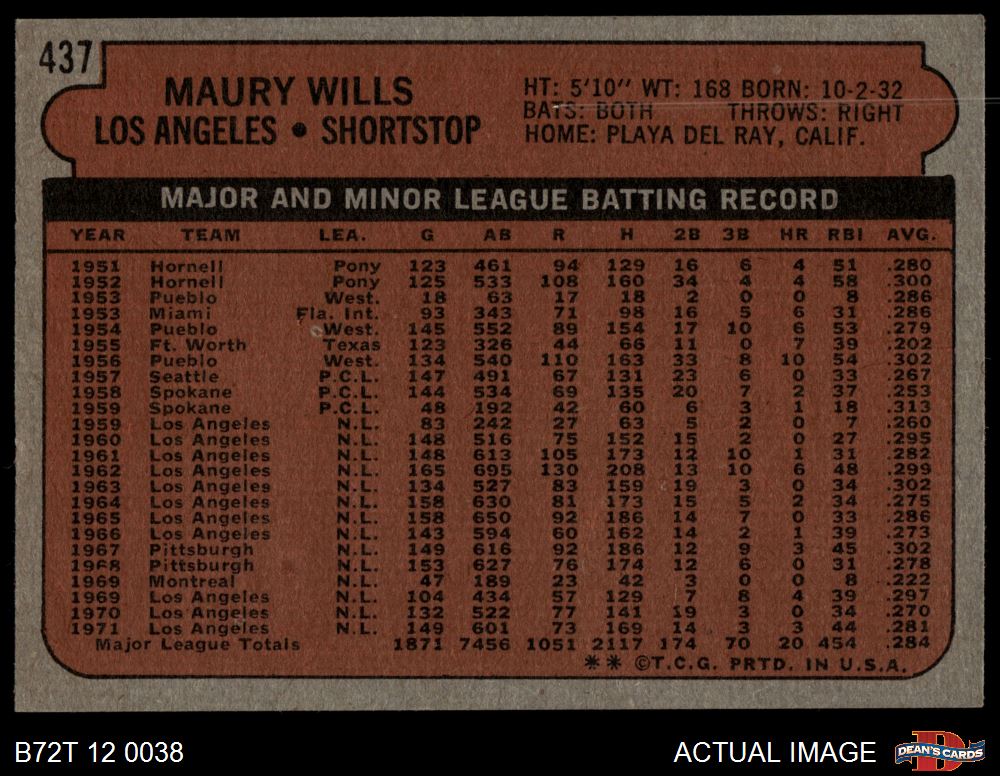 437
MAURY WILLS
LOS ANGELES • SHORTSTOP
HT: 5'10" WT: 168 BORN: 10-2-32
BATS: BOTH THROWS: RIGHT
HOME: PLAYA DEL RAY, CALIF.
MAJOR AND MINOR LEAGUE BATTING RECORD
YEAR TEAM LEA. G AB R H 2B 3B HR RBI AVG.
1951 Hornell Pony 123 461 94 129 16 6 4 51 .280
1952 Hornell Pony 125 533 108 160 34 4 4 58 .300
1953 Pueblo West. 18 63 17 18 2 0 0 8 .286
1953 Miami Fla. Int. 93 343 71 98 16 5 6 31 .286
1954 Pueblo West. 145 552 89 154 17 10 6 53 .279
1955 Ft. Worth Texas 123 326 44 66 11 0 7 39 .202
1956 Pueblo West. 134 540 110 163 33 8 10 54 .302
1957 Seattle P.C.L. 147 491 67 131 23 6 0 33 .267
1958 Spokane P.C.L. 144 534 69 135 20 7 2 37 .253
1959 Spokane P.C.L. 48 192 42 60 6 3 1 18 .313
1959 Los Angeles N.L. 83 242 27 63 5 2 0 7 .260
1960 Los Angeles N.L. 148 516 75 152 15 2 0 27 .295
1961 Los Angeles N.L. 148 613 105 173 12 10 1 31 .282
1962 Los Angeles N.L. 165 695 130 208 13 10 6 48 .299
1963 Los Angeles N.L. 134 527 83 159 19 3 0 34 .302
1964 Los Angeles N.L. 158 630 81 173 15 5 2 34 .275
1965 Los Angeles N.L. 158 650 92 186 14 7 0 33 .286
1966 Los Angeles N.L. 143 594 60 162 14 2 1 39 .273
1967 Pittsburgh N.L. 149 616 92 186 12 9 3 45 .302
1968 Pittsburgh N.L. 153 627 76 174 12 6 0 31 .278
1969 Montreal N.L. 47 189 23 42 3 0 0 8 .222
1969 Los Angeles N.L. 104 434 57 129 7 8 4 39 .297
1970 Los Angeles N.L. 132 522 77 141 19 3 0 34 .270
1971 Los Angeles N.L. 149 601 73 169 14 3 3 44 .281
Major League Totals 1871 7456 1051 2117 174 70 20 454 .284
** ©T.C.G. PRTD. IN U.S.A.
B72T 12 0038
ACTUAL IMAGE
D
DEAN'S CARDS